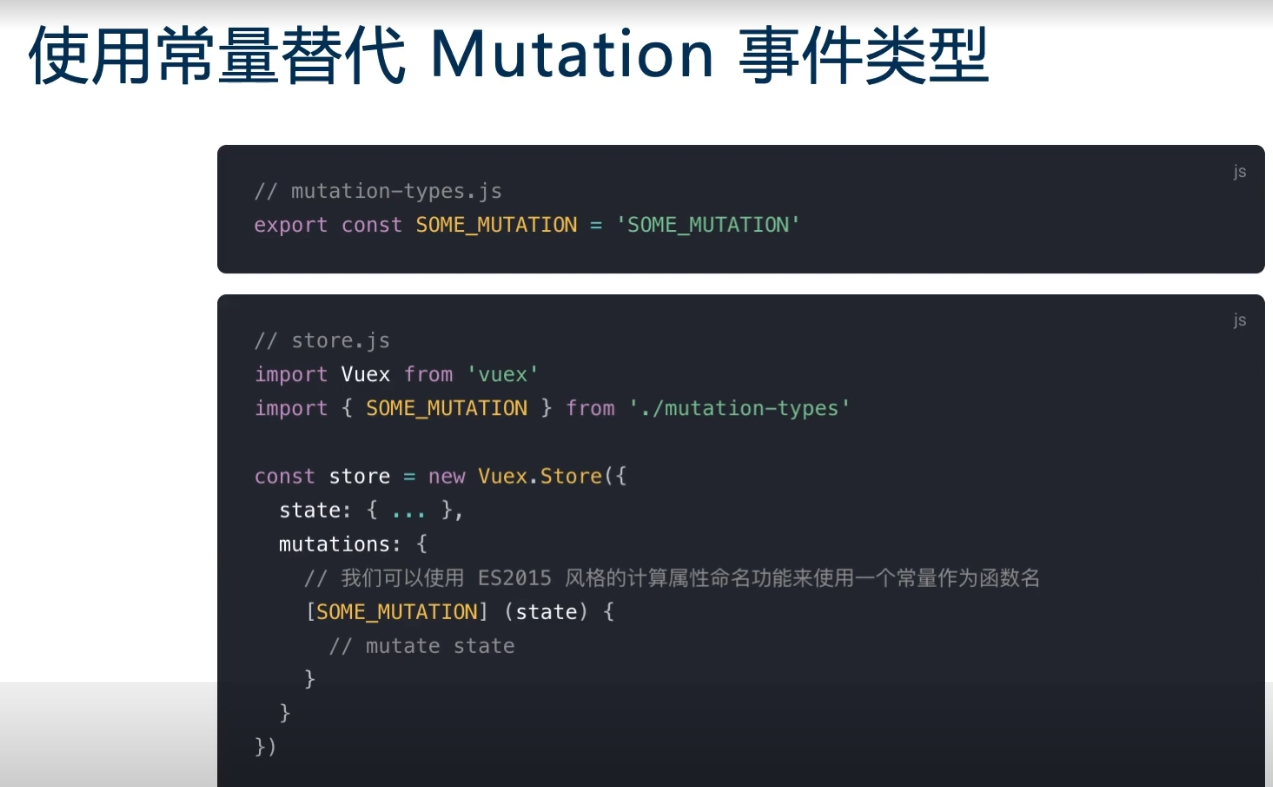 使用常量替代 Mutation 事件类型
js
// mutation-types.js
export const SOME_MUTATION = 'SOME_MUTATION'
js
// store.js
import Vuex from 'vuex'
import { SOME_MUTATION } from './mutation-types'
const store = new Vuex.Store({
state: { ... },
mutations: {
// 我们可以使用 ES2015 风格的计算属性命名功能来使用一个常量作为函数名
[SOME_MUTATION] (state) {
// mutate state
}
}
})